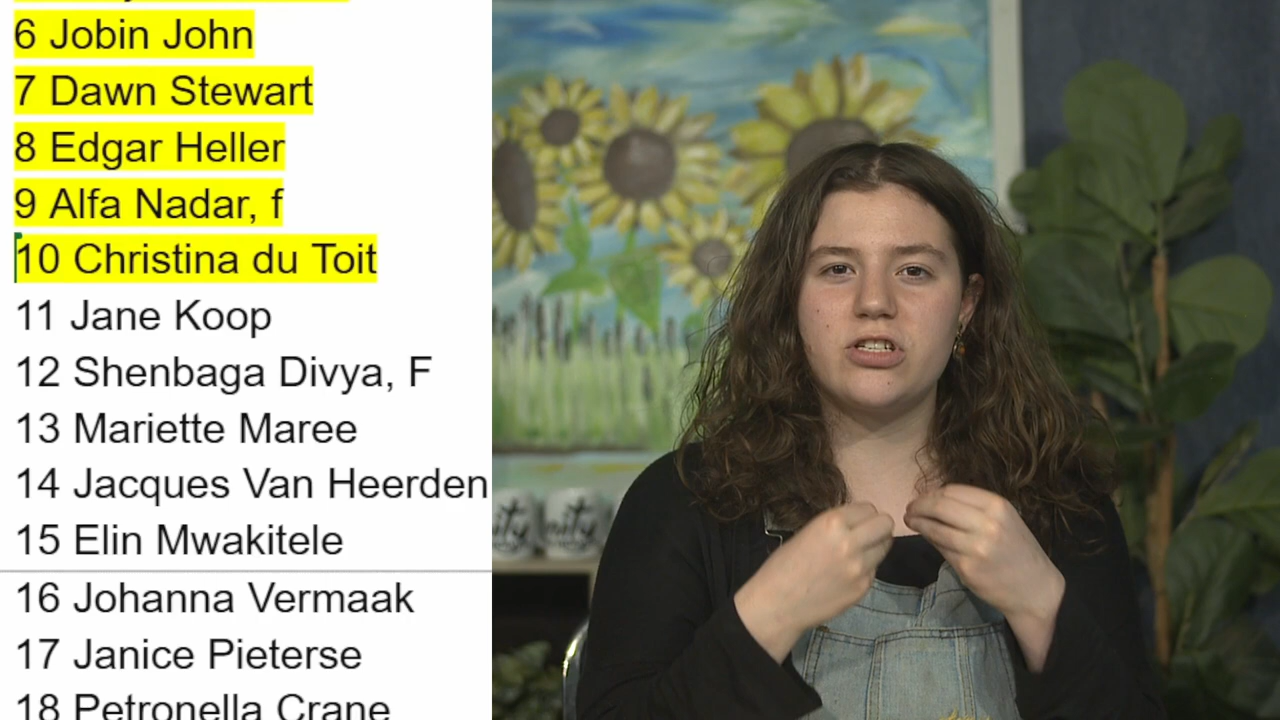 6 Jobin John
7 Dawn Stewart
8 Edgar Heller
9 Alfa Nadar, f
10 Christina du Toit
11 Jane Koop
12 Shenbaga Divya, F
13 Mariette Maree
14 Jacques Van Heerden
15 Elin Mwakitele
16 Johanna Vermaak
17 Janice Pieterse
18 Petronella Crane